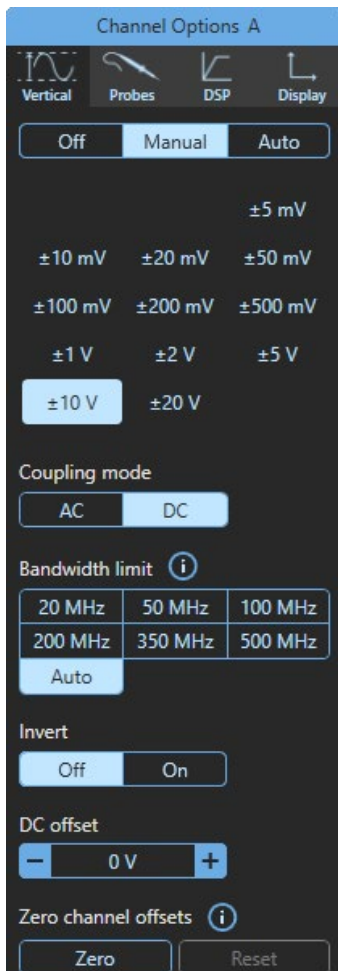 Channel Options A
Vertical Probes DSP Display
Off Manual Auto
±5 mV
±10 mV ±20 mV ±50 mV
±100 mV ±200 mV ±500 mV
±1 V ±2 V ±5 V
±10 V ±20 V
Coupling mode
AC DC
Bandwidth limit i
20 MHz 50 MHz 100 MHz
200 MHz 350 MHz 500 MHz
Auto
Invert
Off On
DC offset
− 0 V +
Zero channel offsets i
Zero Reset